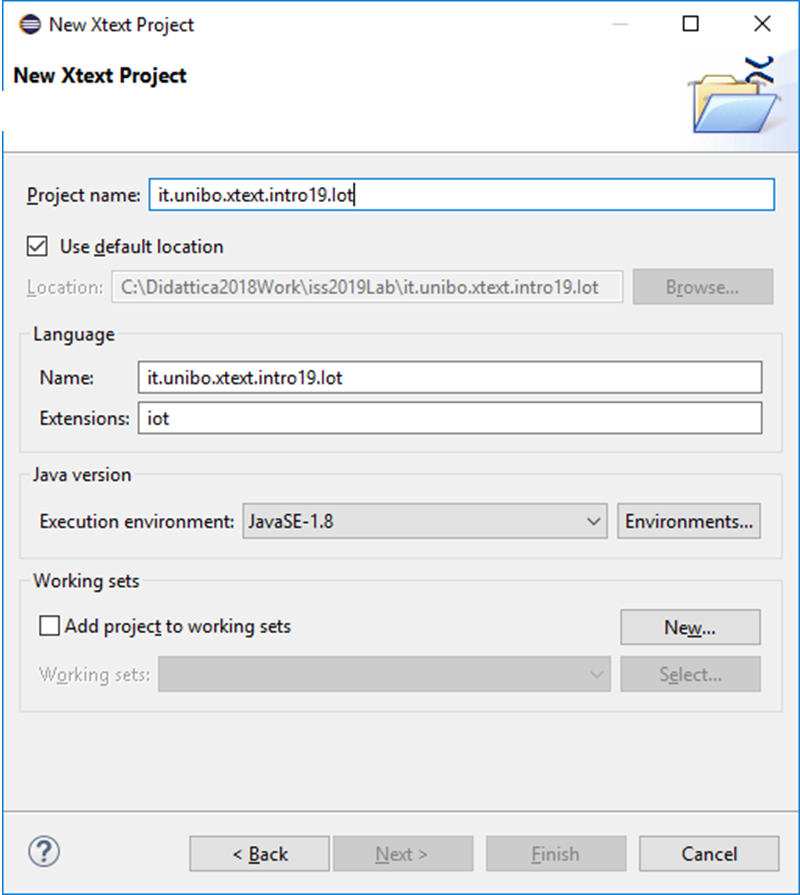 New Xtext Project
New Xtext Project
Project name: it.unibo.xtext.intro19.lot
Use default location
Location: C:\Didattica2018Work\iss2019Lab\it.unibo.xtext.intro19.lot Browse...
Language
Name: it.unibo.xtext.intro19.lot
Extensions: iot
Java version
Execution environment: JavaSE-1.8 Environments...
Working sets
Add project to working sets New...
Working sets: Select...
? < Back Next > Finish Cancel